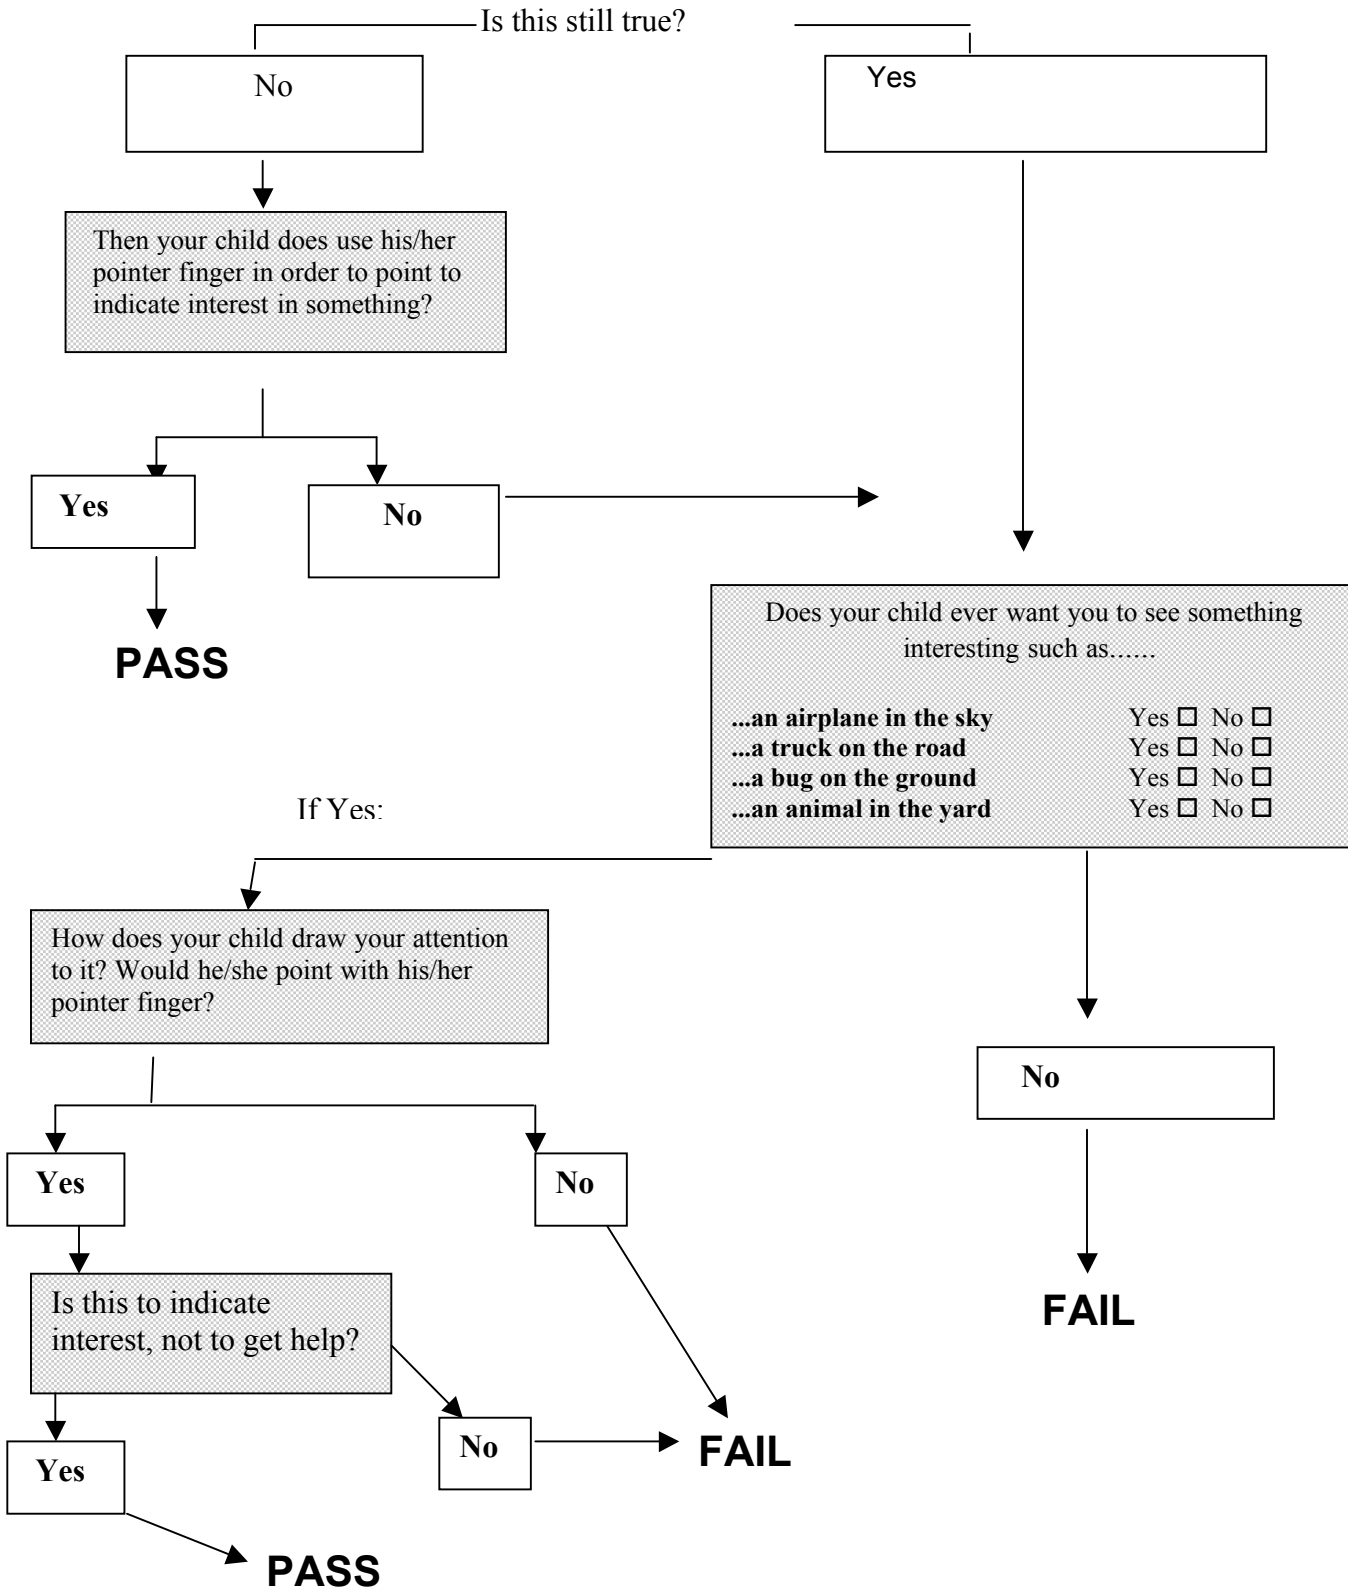 Is this still true?
No
Yes
Then your child does use his/her
pointer finger in order to point to
indicate interest in something?
Yes
No
PASS
Does your child ever want you to see something
interesting such as......
...an airplane in the sky Yes ☐ No ☐
...a truck on the road Yes ☐ No ☐
...a bug on the ground Yes ☐ No ☐
...an animal in the yard Yes ☐ No ☐
If Yes:
How does your child draw your attention
to it? Would he/she point with his/her
pointer finger?
No
Yes
No
Is this to indicate
interest, not to get help?
FAIL
No
FAIL
Yes
PASS